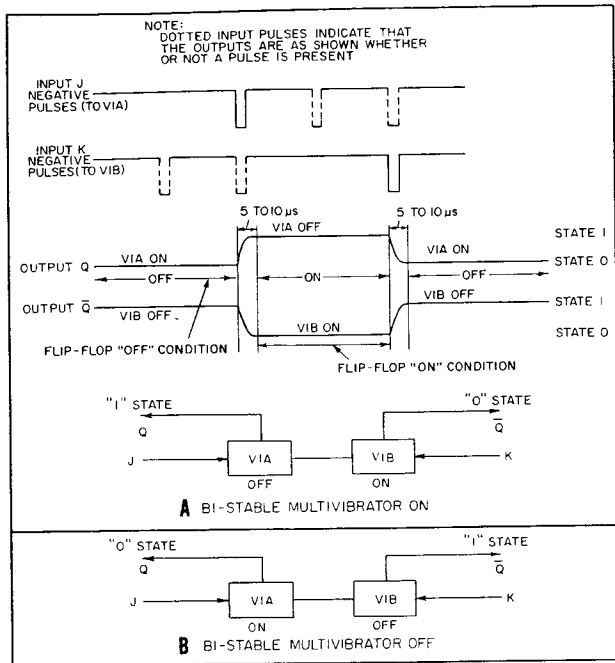 NOTE:
DOTTED INPUT PULSES INDICATE THAT
THE OUTPUTS ARE AS SHOWN WHETHER
OR NOT A PULSE IS PRESENT
INPUT J
NEGATIVE
PULSES (TO VIA)
INPUT K
NEGATIVE
PULSES (TO VIB)
5 TO 10 µs
5 TO 10 µs
VIA OFF
STATE I
VIA ON
VIA ON
OUTPUT Q
STATE O
OFF
ON
OFF
OUTPUT Q̅
VIB OFF
VIB OFF
STATE I
VIB ON
STATE O
FLIP-FLOP "OFF" CONDITION
FLIP-FLOP "ON" CONDITION
"I" STATE
"O" STATE
Q
Q̅
J
VIA
VIB
K
OFF
ON
A BI-STABLE MULTIVIBRATOR ON
"O" STATE
"I" STATE
Q
Q̅
J
VIA
VIB
K
ON
OFF
B BI-STABLE MULTIVIBRATOR OFF